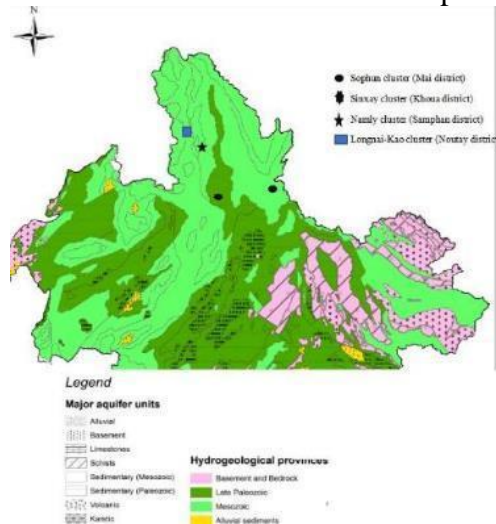 N
Sophun cluster (Mai district)
Sinxay cluster (Khoua district)
Namly cluster (Samphan district)
Longnai-Kao cluster (Noutay distric
Legend
Major aquifer units
Alluvial
Basement
Limestones
Schists
Sedimentary (Mesozoic)
Sedimentary (Paleozoic)
Volcanic
Karstic
Hydrogeological provinces
Basement and Bedrock
Late Paleozoic
Mesozoic
Alluvial sediments